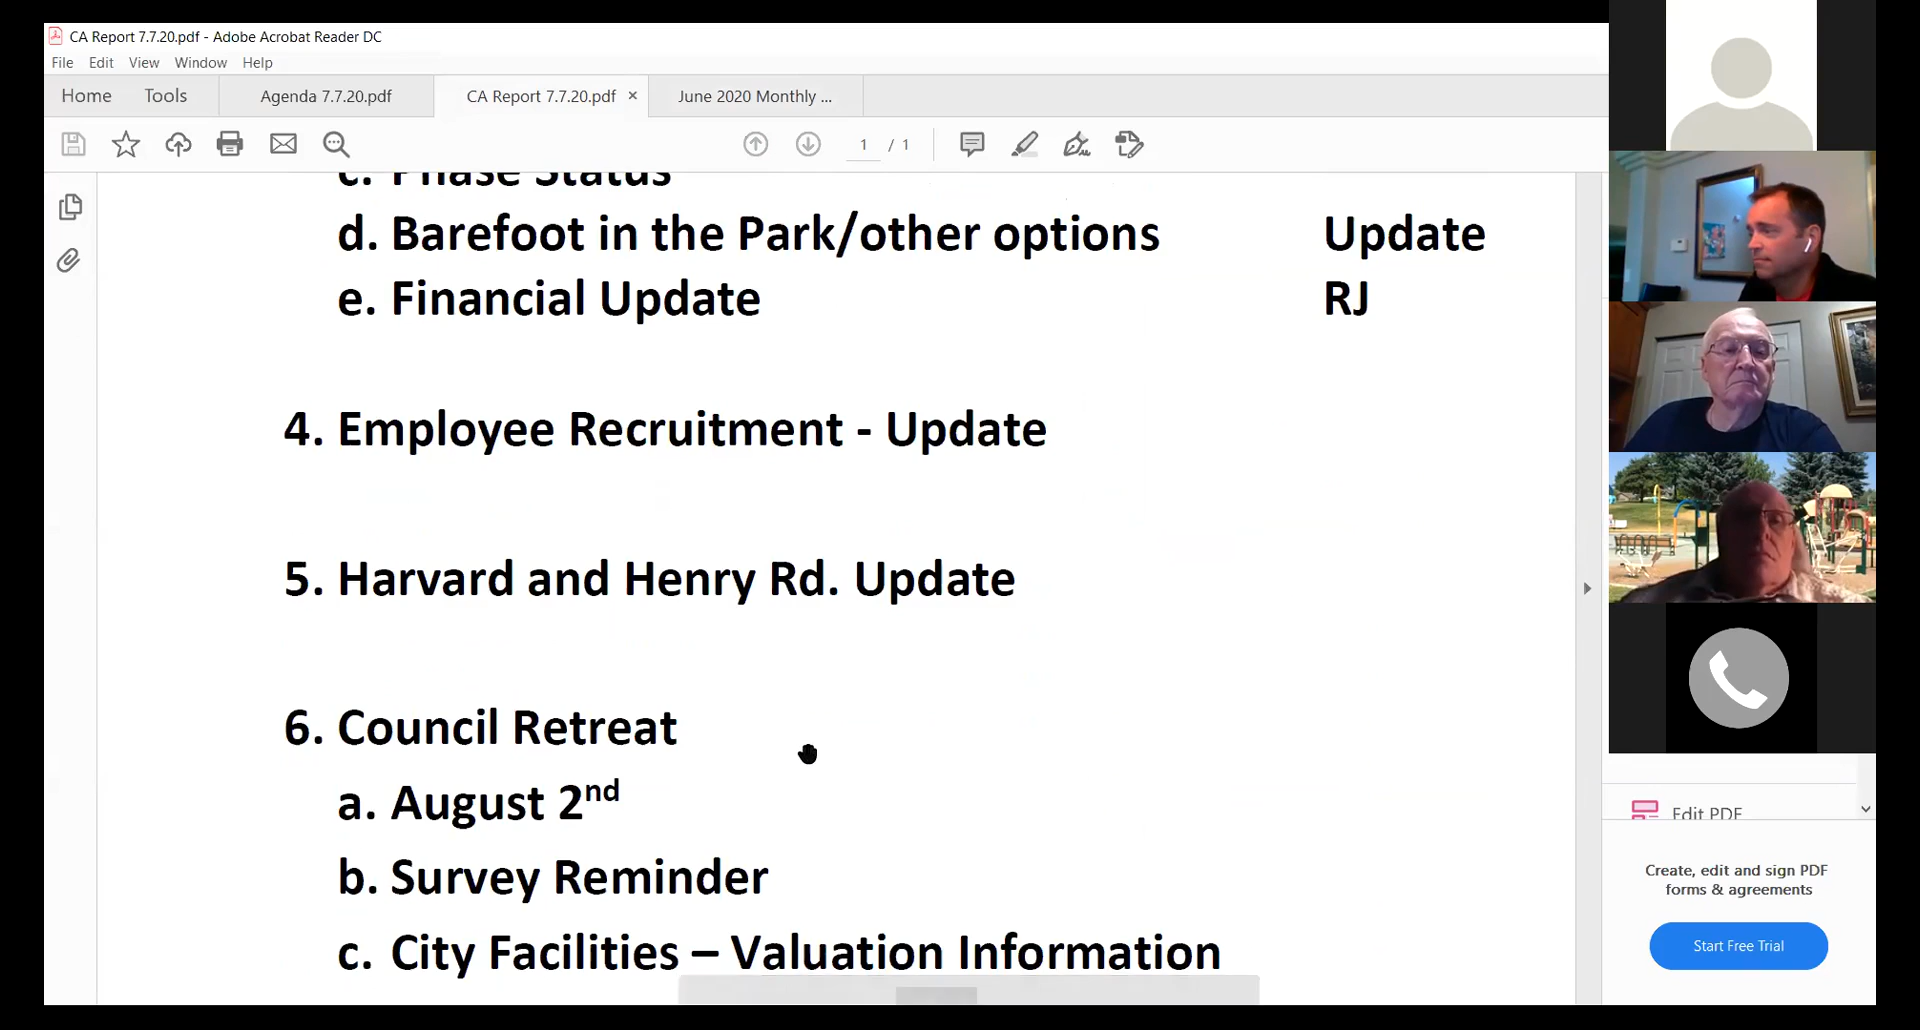 CA Report 7.7.20.pdf - Adobe Acrobat Reader DC
File Edit View Window Help
Home Tools Agenda 7.7.20.pdf CA Report 7.7.20.pdf × June 2020 Monthly ...
1 / 1
c. Phase Status
d. Barefoot in the Park/other options Update
e. Financial Update RJ
4. Employee Recruitment - Update
5. Harvard and Henry Rd. Update
6. Council Retreat
a. August 2nd
b. Survey Reminder
c. City Facilities – Valuation Information
Edit PDF
Create, edit and sign PDF
forms & agreements
Start Free Trial